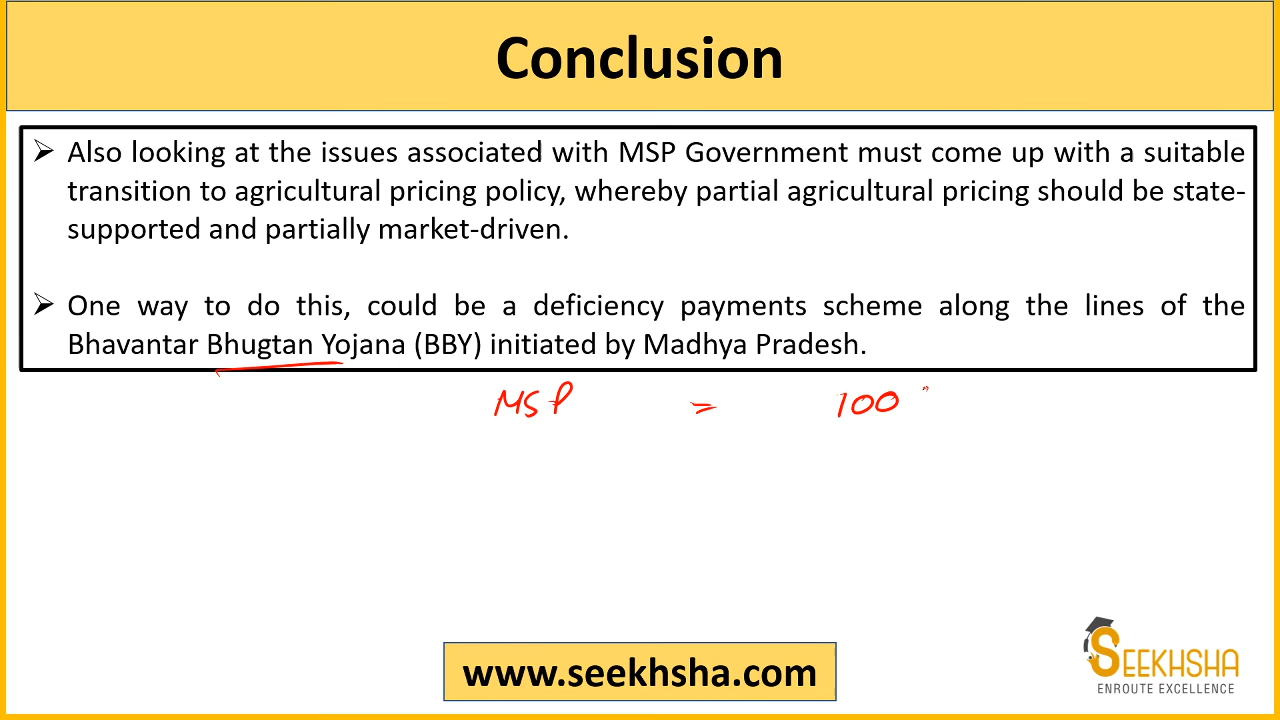 Conclusion
➢ Also looking at the issues associated with MSP Government must come up with a suitable
transition to agricultural pricing policy, whereby partial agricultural pricing should be state-
supported and partially market-driven.
➢ One way to do this, could be a deficiency payments scheme along the lines of the
Bhavantar Bhugtan Yojana (BBY) initiated by Madhya Pradesh.
MSP = 100
www.seekhsha.com
SEEKHSHA
ENROUTE EXCELLENCE